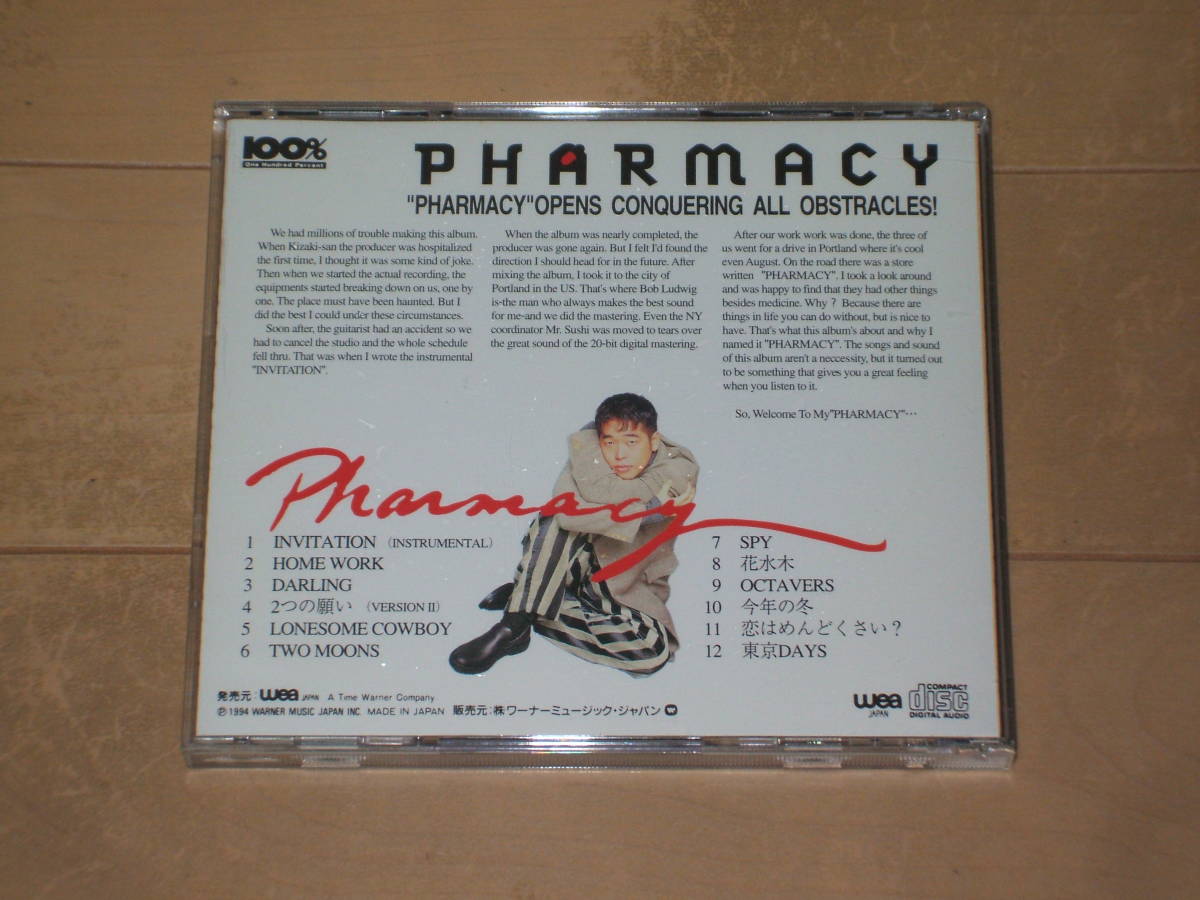 100%
One Hundred Percent
PHARMACY
"PHARMACY"OPENS CONQUERING ALL OBSTRACLES!
We had millions of trouble making this album.
When Kizaki-san the producer was hospitalized
the first time, I thought it was some kind of joke.
Then when we started the actual recording, the
equipments started breaking down on us, one by
one. The place must have been haunted. But I
did the best I could under these circumstances.
Soon after, the guitarist had an accident so we
had to cancel the studio and the whole schedule
fell thru. That was when I wrote the instrumental
"INVITATION".
When the album was nearly completed, the
producer was gone again. But I felt I'd found the
direction I should head for in the future. After
mixing the album, I took it to the city of
Portland in the US. That's where Bob Ludwig
is-the man who always makes the best sound
for me-and we did the mastering. Even the NY
coordinator Mr. Sushi was moved to tears over
the great sound of the 20-bit digital mastering.
After our work work was done, the three of
us went for a drive in Portland where it's cool
even August. On the road there was a store
written "PHARMACY". I took a look around
and was happy to find that they had other things
besides medicine. Why？ Because there are
things in life you can do without, but is nice to
have. That's what this album's about and why I
named it "PHARMACY". The songs and sound
of this album aren't a neccessity, but it turned out
to be something that gives you a great feeling
when you listen to it.
So, Welcome To My"PHARMACY"…
Pharmacy
1 INVITATION (INSTRUMENTAL)
2 HOME WORK
3 DARLING
4 2つの願い (VERSION II)
5 LONESOME COWBOY
6 TWO MOONS
7 SPY
8 花水木
9 OCTAVERS
10 今年の冬
11 恋はめんどくさい？
12 東京DAYS
発売元：wea JAPAN A Time Warner Company
℗ 1994 WARNER MUSIC JAPAN INC. MADE IN JAPAN 販売元：㈱ワーナーミュージック・ジャパン
wea
JAPAN
COMPACT
disc
DIGITAL AUDIO